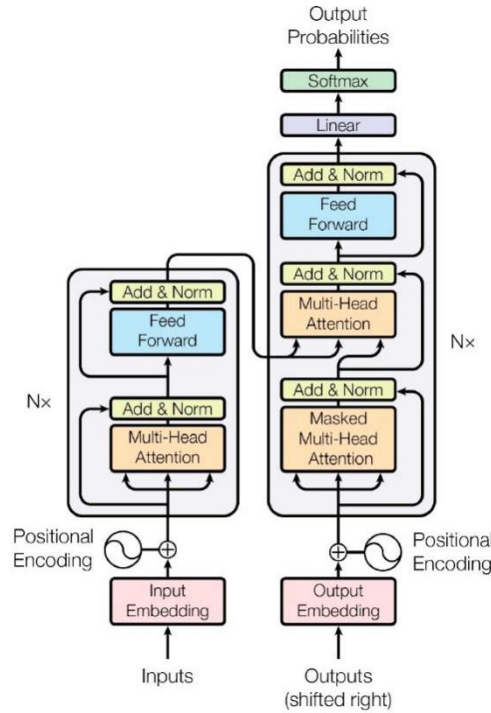 Output
Probabilities
Softmax
Linear
Add & Norm
Feed
Forward
Add & Norm
Multi-Head
Attention
Add & Norm
Masked
Multi-Head
Attention
Nx
Positional
Encoding
Output
Embedding
Outputs
(shifted right)
Add & Norm
Feed
Forward
Add & Norm
Multi-Head
Attention
Nx
Positional
Encoding
Input
Embedding
Inputs